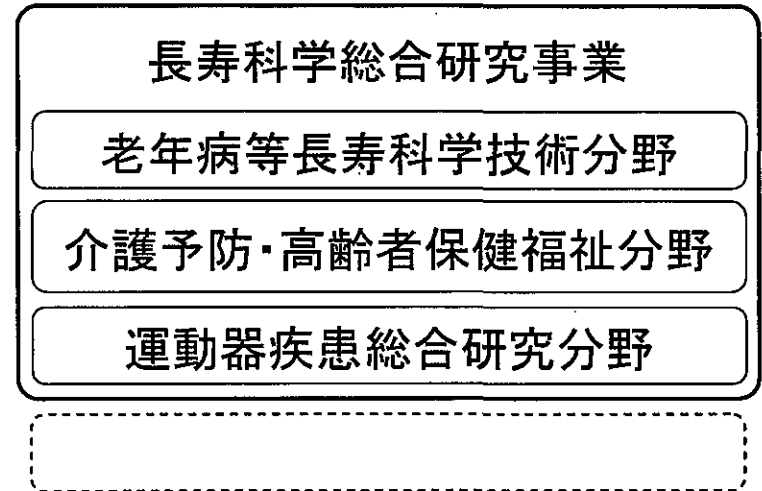 長寿科学総合研究事業
老年病等長寿科学技術分野
介護予防・高齢者保健福祉分野
運動器疾患総合研究分野